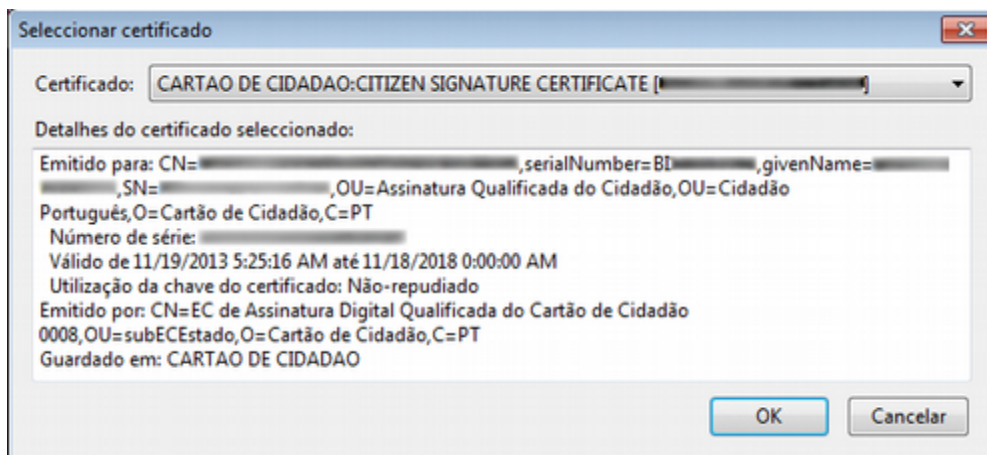 Seleccionar certificado
Certificado: CARTAO DE CIDADAO:CITIZEN SIGNATURE CERTIFICATE [ ]
Detalhes do certificado seleccionado:
Emitido para: CN= ,serialNumber=BI ,givenName=
,SN= ,OU=Assinatura Qualificada do Cidadão,OU=Cidadão
Português,O=Cartão de Cidadão,C=PT
Número de série:
Válido de 11/19/2013 5:25:16 AM até 11/18/2018 0:00:00 AM
Utilização da chave do certificado: Não-repudiado
Emitido por: CN=EC de Assinatura Digital Qualificada do Cartão de Cidadão
0008,OU=subECEstado,O=Cartão de Cidadão,C=PT
Guardado em: CARTAO DE CIDADAO
OK Cancelar